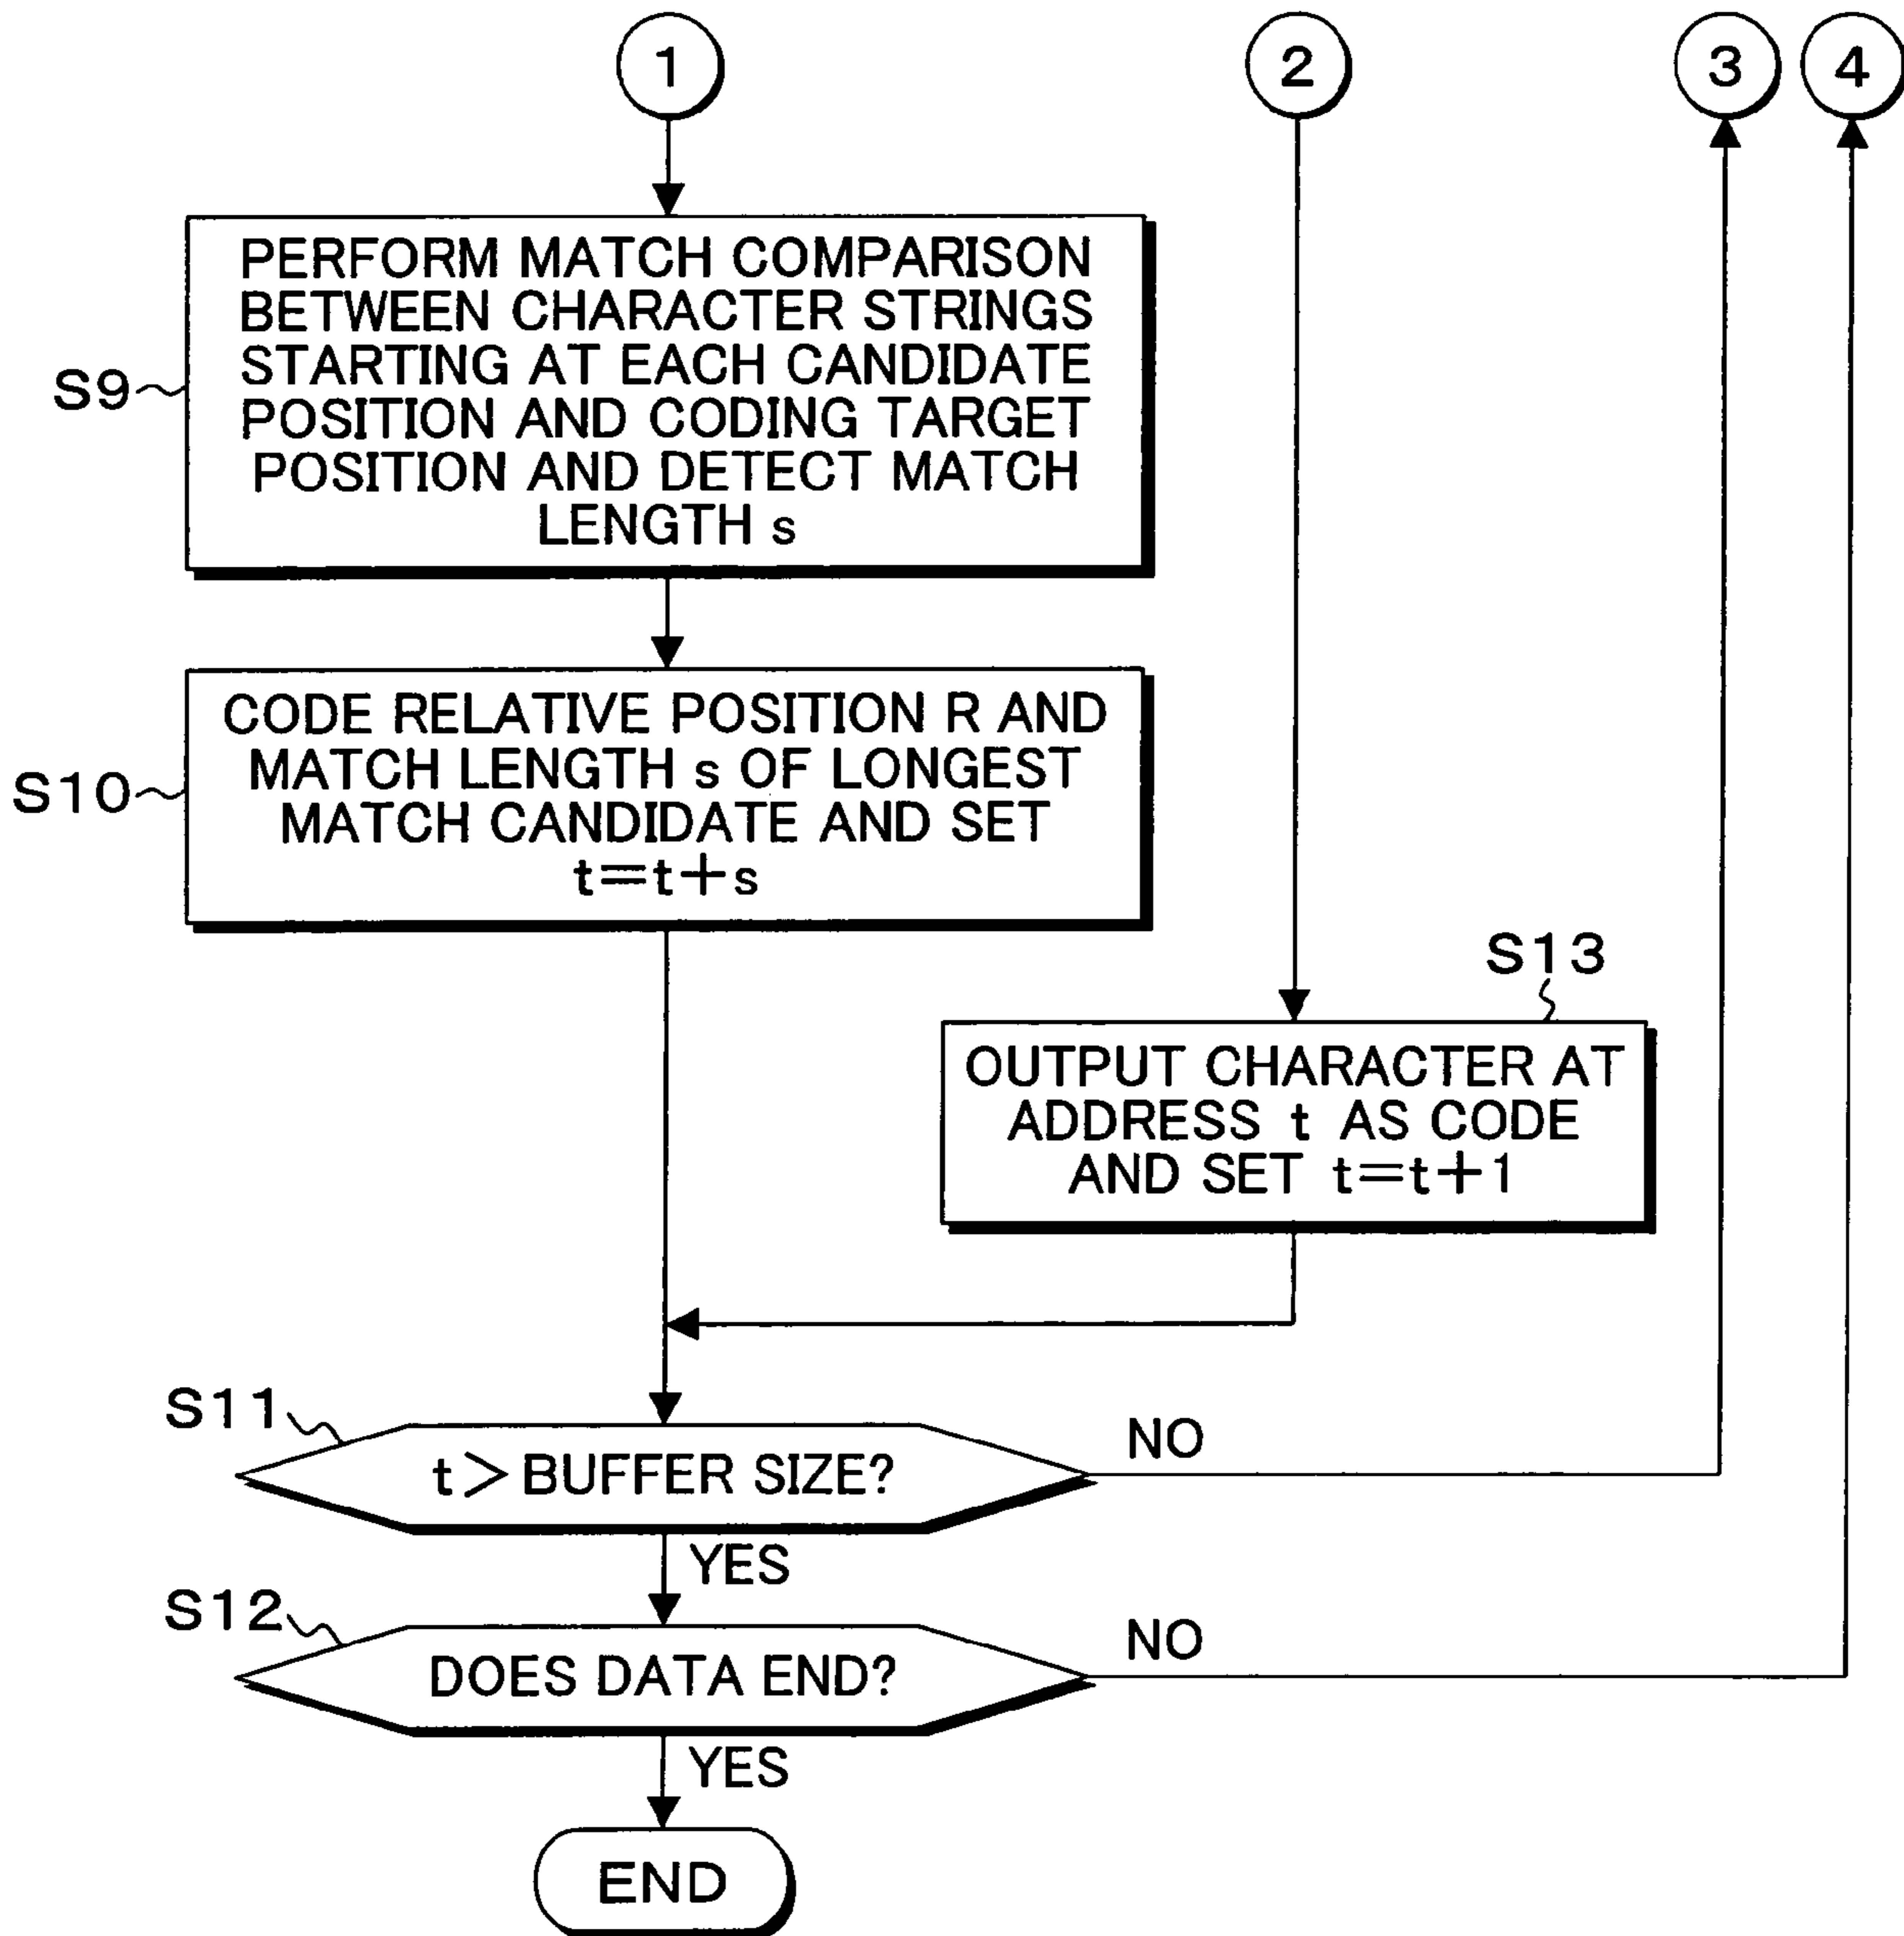 1
2
3
4
PERFORM MATCH COMPARISON
BETWEEN CHARACTER STRINGS
STARTING AT EACH CANDIDATE
POSITION AND CODING TARGET
POSITION AND DETECT MATCH
LENGTH s
S9
CODE RELATIVE POSITION R AND
MATCH LENGTH s OF LONGEST
MATCH CANDIDATE AND SET
t=t+s
S10
S13
OUTPUT CHARACTER AT
ADDRESS t AS CODE
AND SET t=t+1
S11
t>BUFFER SIZE?
NO
YES
S12
DOES DATA END?
NO
YES
END